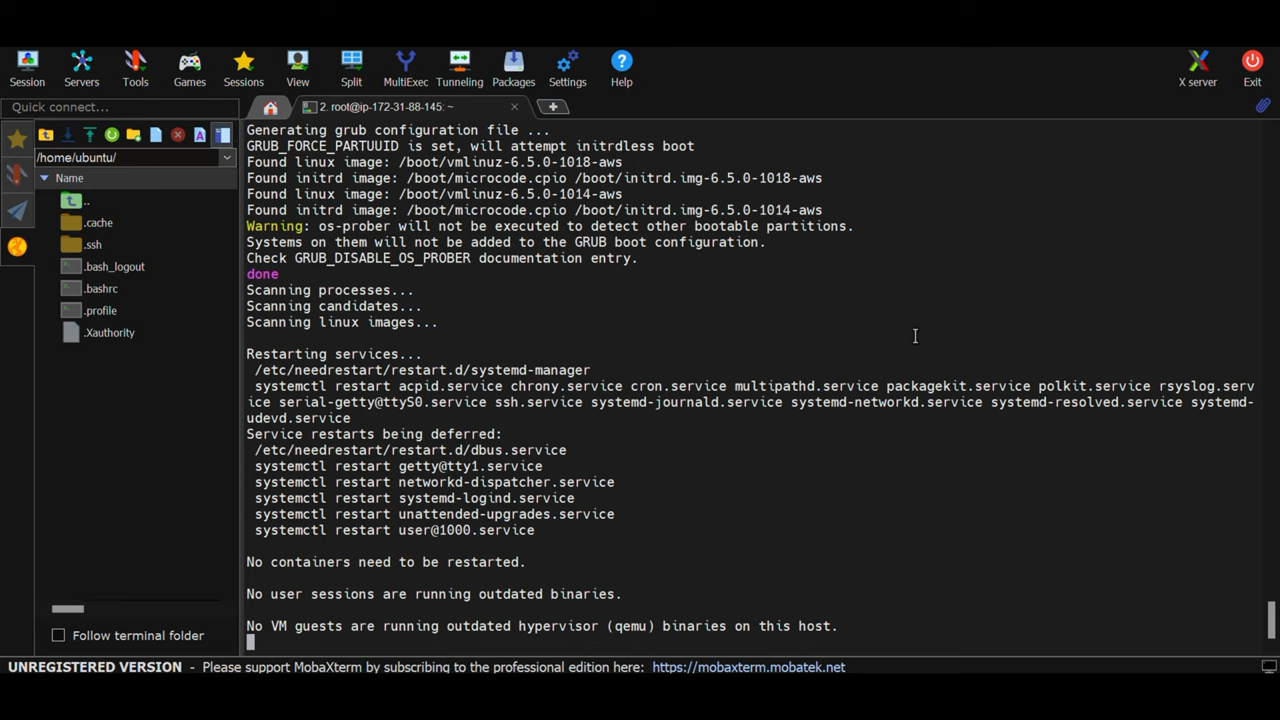 Session
Servers
Tools
Games
Sessions
View
Split
MultiExec
Tunneling
Packages
Settings
Help
X server
Exit
Quick connect...
2. root@ip-172-31-88-145: ~
/home/ubuntu/
Name
..
.cache
.ssh
.bash_logout
.bashrc
.profile
.Xauthority
Follow terminal folder
Generating grub configuration file ...
GRUB_FORCE_PARTUUID is set, will attempt initrdless boot
Found linux image: /boot/vmlinuz-6.5.0-1018-aws
Found initrd image: /boot/microcode.cpio /boot/initrd.img-6.5.0-1018-aws
Found linux image: /boot/vmlinuz-6.5.0-1014-aws
Found initrd image: /boot/microcode.cpio /boot/initrd.img-6.5.0-1014-aws
Warning: os-prober will not be executed to detect other bootable partitions.
Systems on them will not be added to the GRUB boot configuration.
Check GRUB_DISABLE_OS_PROBER documentation entry.
done
Scanning processes...
Scanning candidates...
Scanning linux images...
Restarting services...
/etc/needrestart/restart.d/systemd-manager
systemctl restart acpid.service chrony.service cron.service multipathd.service packagekit.service polkit.service rsyslog.serv
ice serial-getty@ttyS0.service ssh.service systemd-journald.service systemd-networkd.service systemd-resolved.service systemd-
udevd.service
Service restarts being deferred:
/etc/needrestart/restart.d/dbus.service
systemctl restart getty@tty1.service
systemctl restart networkd-dispatcher.service
systemctl restart systemd-logind.service
systemctl restart unattended-upgrades.service
systemctl restart user@1000.service
No containers need to be restarted.
No user sessions are running outdated binaries.
No VM guests are running outdated hypervisor (qemu) binaries on this host.
UNREGISTERED VERSION - Please support MobaXterm by subscribing to the professional edition here: https://mobaxterm.mobatek.net